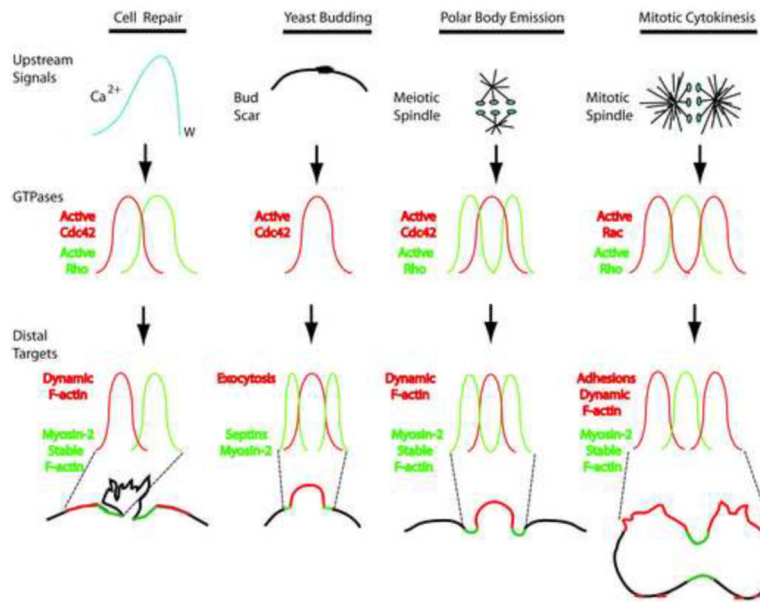 Cell Repair
Yeast Budding
Polar Body Emission
Mitotic Cytokinesis
Upstream
Signals
Ca2+
W
Bud
Scar
Meiotic
Spindle
Mitotic
Spindle
GTPases
Active
Cdc42
Active
Rho
Active
Cdc42
Active
Cdc42
Active
Rho
Active
Rac
Active
Rho
Distal
Targets
Dynamic
F-actin
Myosin-2
Stable
F-actin
Exocytosis
Septins
Myosin-2
Dynamic
F-actin
Myosin-2
Stable
F-actin
Adhesions
Dynamic
F-actin
Myosin-2
Stable
F-actin